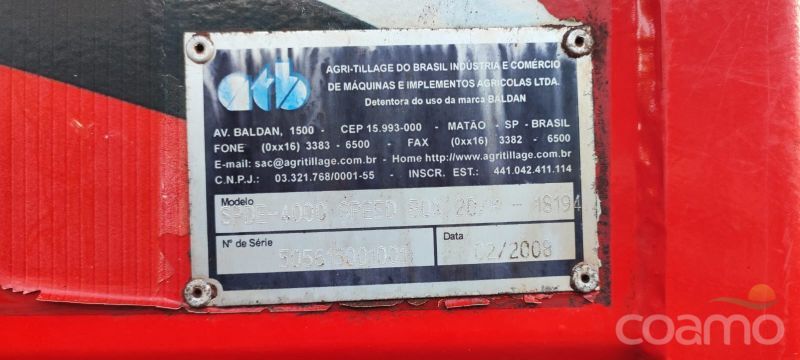 atb
AGRI-TILLAGE DO BRASIL INDÚSTRIA E COMÉRCIO
DE MÁQUINAS E IMPLEMENTOS AGRICOLAS LTDA.
Detentora do uso da marca BALDAN
AV. BALDAN, 1500 - CEP 15.993-000 - MATÃO - SP - BRASIL
FONE (0xx16) 3383 - 6500 - FAX (0xx16) 3382 - 6500
E-mail: sac@agritillage.com.br - Home http://www.agritillage.com.br
C.N.P.J.: 03.321.768/0001-55 - INSCR. EST.: 441.042.411.114
Modelo
SPEED
Nº de Série
Data
02/2008
coamo